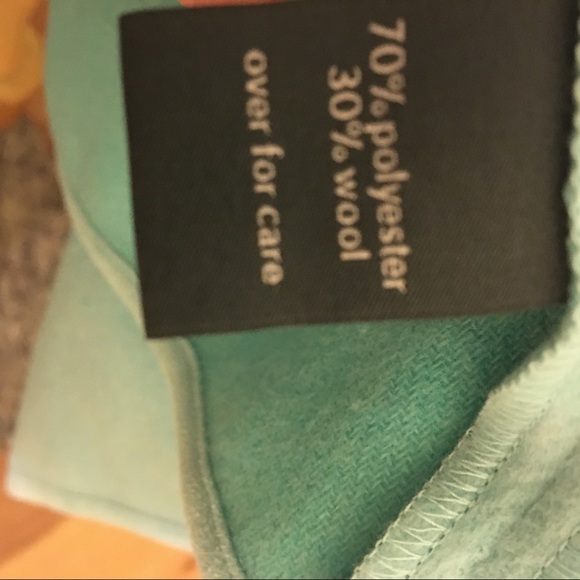 70% polyester
30% wool
over for care